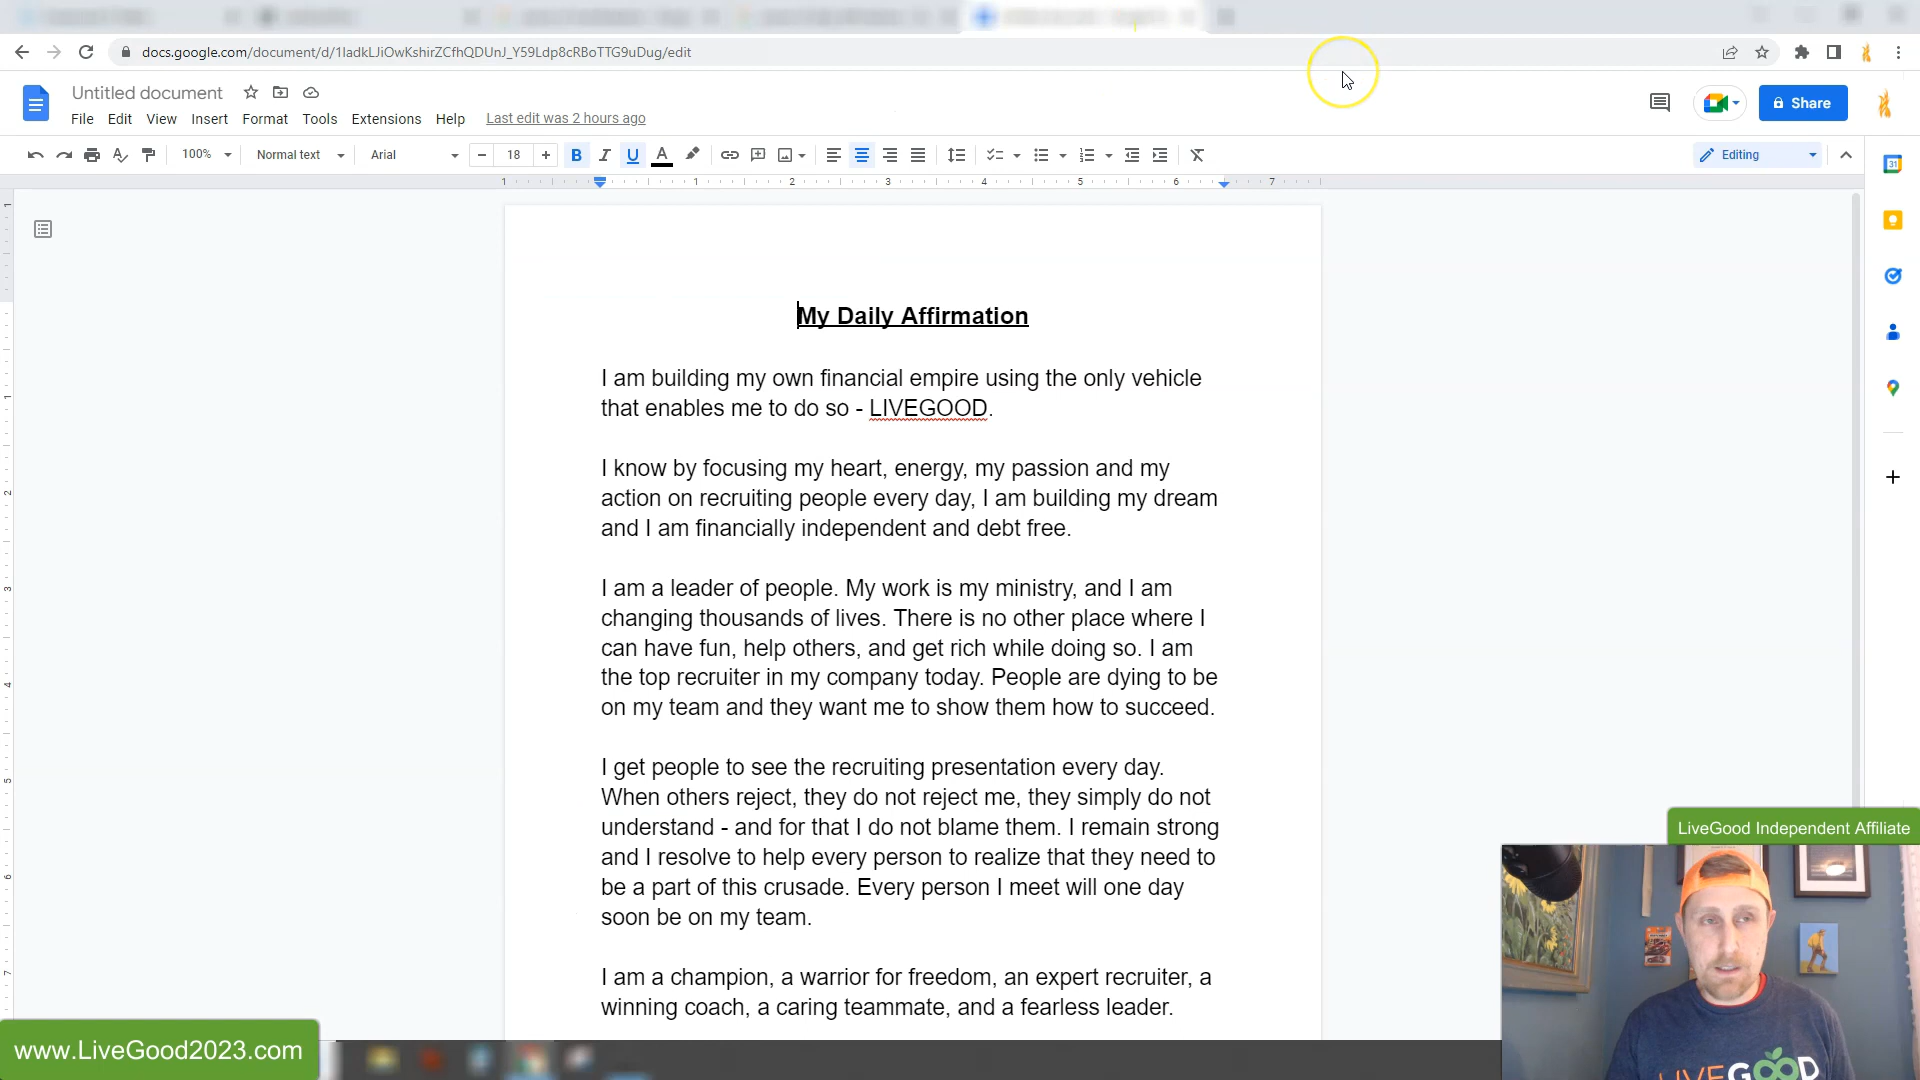 docs.google.com/document/d/1IadkLJiOwKshirZCfhQDUnJ_Y59Ldp8cRBoTTG9uDug/edit
Untitled document
File Edit View Insert Format Tools Extensions Help Last edit was 2 hours ago
Share
100% Normal text Arial 18 B I U A Editing
1 1 2 3 4 5 6 7
31
My Daily Affirmation
I am building my own financial empire using the only vehicle
that enables me to do so - LIVEGOOD.
I know by focusing my heart, energy, my passion and my
action on recruiting people every day, I am building my dream
and I am financially independent and debt free.
I am a leader of people. My work is my ministry, and I am
changing thousands of lives. There is no other place where I
can have fun, help others, and get rich while doing so. I am
the top recruiter in my company today. People are dying to be
on my team and they want me to show them how to succeed.
I get people to see the recruiting presentation every day.
When others reject, they do not reject me, they simply do not
understand - and for that I do not blame them. I remain strong
and I resolve to help every person to realize that they need to
be a part of this crusade. Every person I meet will one day
soon be on my team.
I am a champion, a warrior for freedom, an expert recruiter, a
winning coach, a caring teammate, and a fearless leader.
LiveGood Independent Affiliate
www.LiveGood2023.com
LIVEGOOD